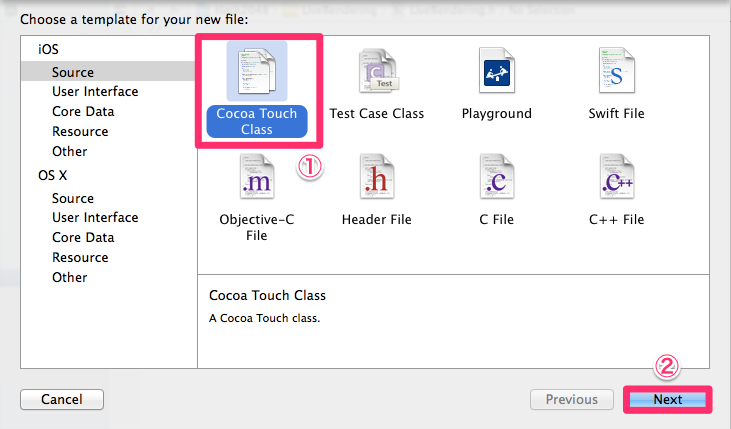 Choose a template for your new file:
iOS
Source
User Interface
Core Data
Resource
Other
OS X
Source
User Interface
Core Data
Resource
Other
Cocoa Touch
Class
Test
Test Case Class
Playground
S
Swift File
①
.m
Objective-C
File
.h
Header File
.c
C File
.c++
C++ File
Cocoa Touch Class
A Cocoa Touch class.
②
Cancel
Previous
Next